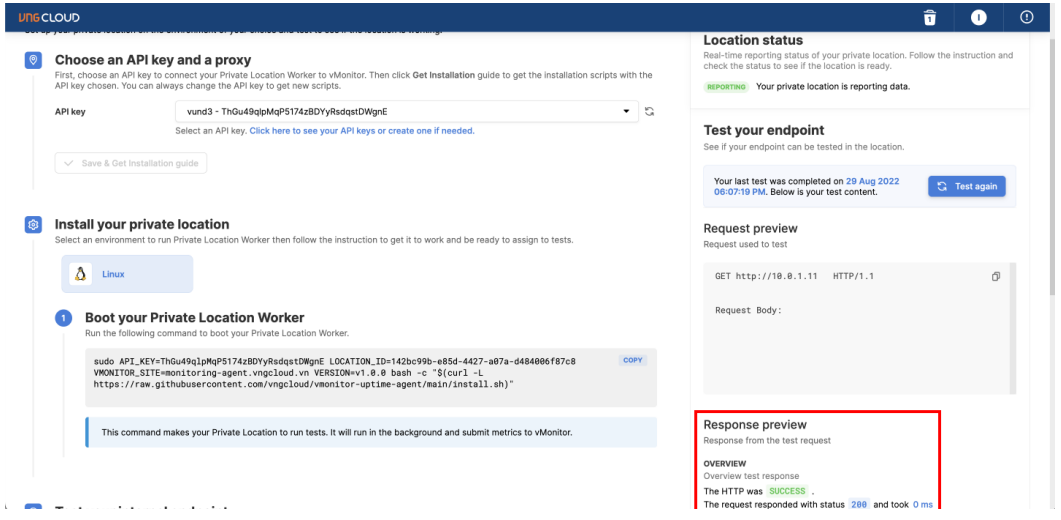 VNG CLOUD
Choose an API key and a proxy
First, choose an API key to connect your Private Location Worker to vMonitor. Then click Get Installation guide to get the installation scripts with the
API key chosen. You can always change the API key to get new scripts.
API key
vund3 - ThGu49qlpMqP5174zBDYyRsdqstDWgnE
Select an API key. Click here to see your API keys or create one if needed.
Save & Get Installation guide
Install your private location
Select an environment to run Private Location Worker then follow the instruction to get it to work and be ready to assign to tests.
Linux
1
Boot your Private Location Worker
Run the following command to boot your Private Location Worker.
sudo API_KEY=ThGu49qlpMqP5174zBDYyRsdqstDWgnE LOCATION_ID=142bc99b-e85d-4427-a07a-d484006f87c8
VMONITOR_SITE=monitoring-agent.vngcloud.vn VERSION=v1.0.0 bash -c "$(curl -L
https://raw.githubusercontent.com/vngcloud/vmonitor-uptime-agent/main/install.sh)"
COPY
This command makes your Private Location to run tests. It will run in the background and submit metrics to vMonitor.
Location status
Real-time reporting status of your private location. Follow the instruction and
check the status to see if the location is ready.
REPORTING Your private location is reporting data.
Test your endpoint
See if your endpoint can be tested in the location.
Your last test was completed on 29 Aug 2022
06:07:19 PM. Below is your test content.
Test again
Request preview
Request used to test
GET http://10.0.1.11 HTTP/1.1
Request Body:
Response preview
Response from the test request
OVERVIEW
Overview test response
The HTTP was SUCCESS .
The request responded with status 200 and took 0 ms